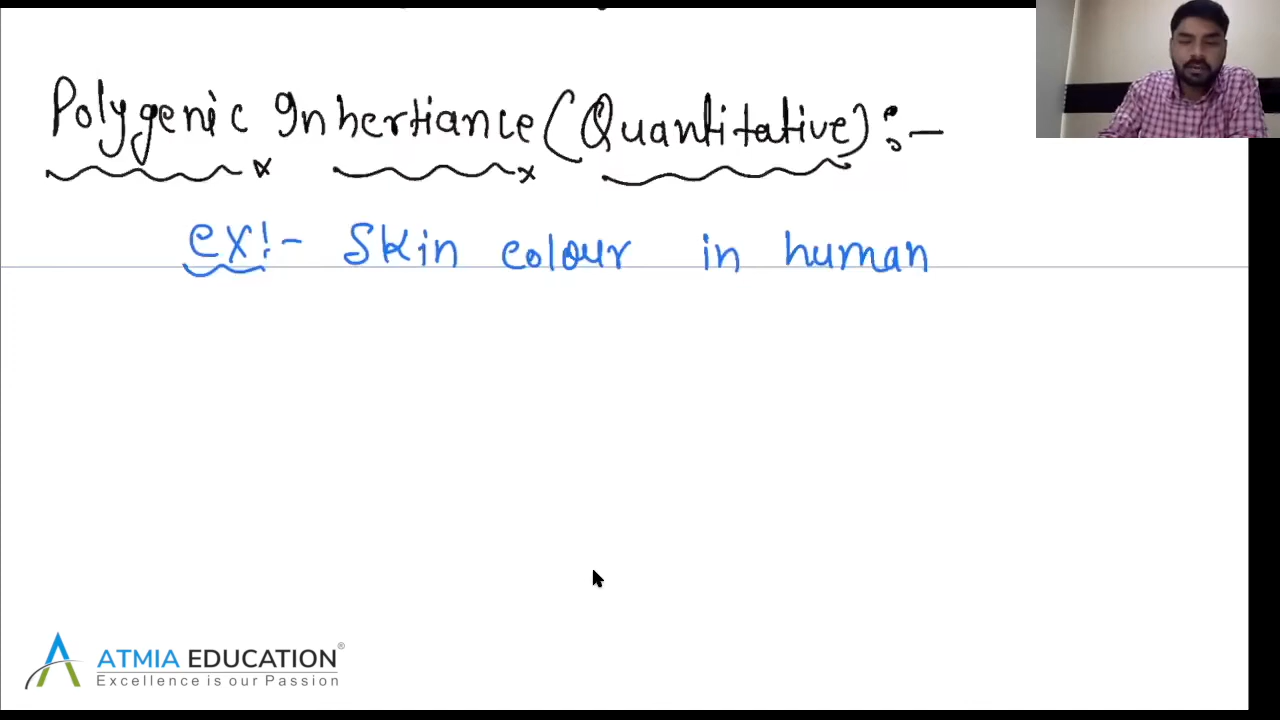 Polygenic Inhertiance (Quantitative) :-
ex:- Skin colour in human
ATMIA EDUCATION®
Excellence is our Passion